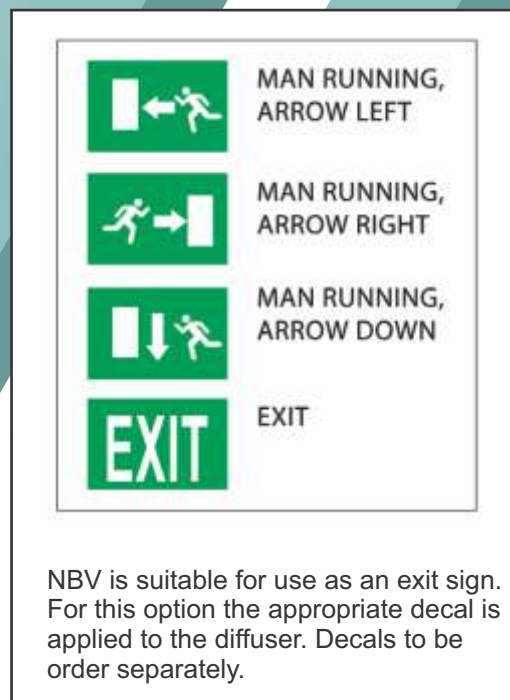 MAN RUNNING,
ARROW LEFT
MAN RUNNING,
ARROW RIGHT
MAN RUNNING,
ARROW DOWN
EXIT
EXIT
NBV is suitable for use as an exit sign.
For this option the appropriate decal is
applied to the diffuser. Decals to be
order separately.